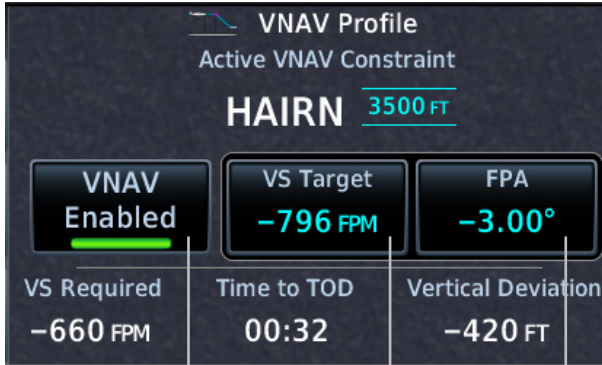 VNAV Profile
Active VNAV Constraint
HAIRN 3500 FT
VNAV Enabled
VS Target
−796 FPM
FPA
−3.00°
VS Required
−660 FPM
Time to TOD
00:32
Vertical Deviation
−420 FT